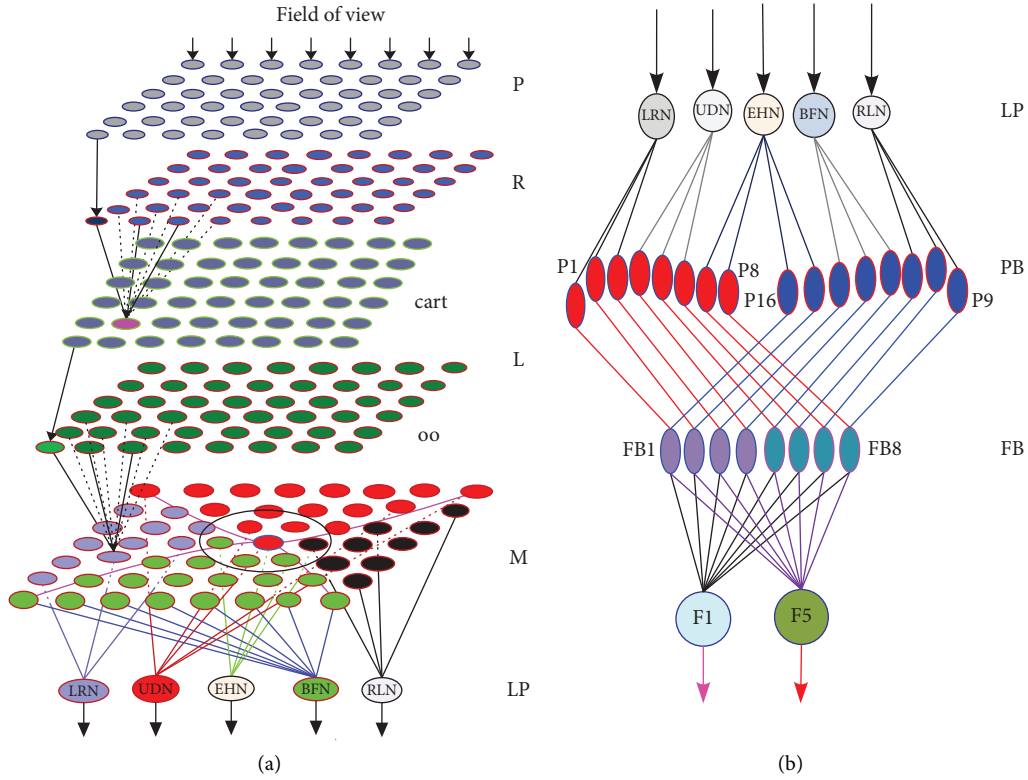 Field of view
P
R
cart
L
oo
M
LRN UDN EHN BFN RLN
LP
(a)
LRN UDN EHN BFN RLN
LP
P1 P8
P16 P9
PB
FB1 FB8
FB
F1 F5
(b)